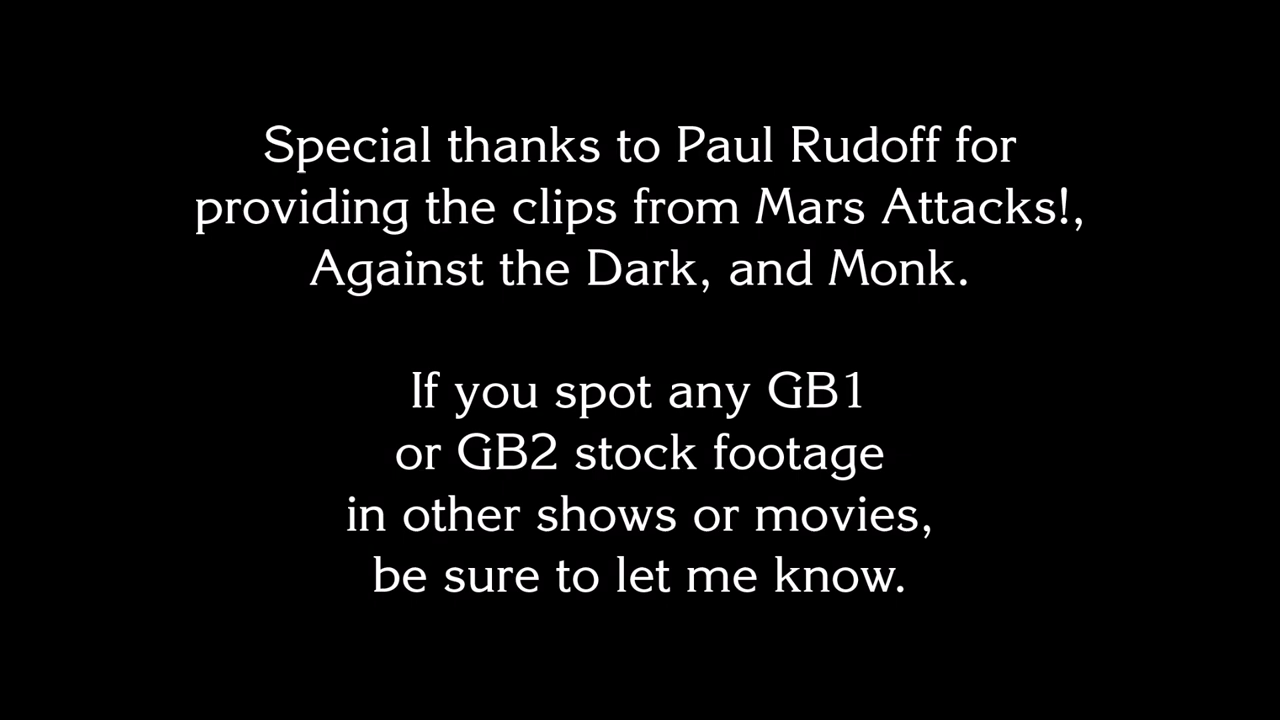 Special thanks to Paul Rudoff for
providing the clips from Mars Attacks!,
Against the Dark, and Monk.
If you spot any GB1
or GB2 stock footage
in other shows or movies,
be sure to let me know.